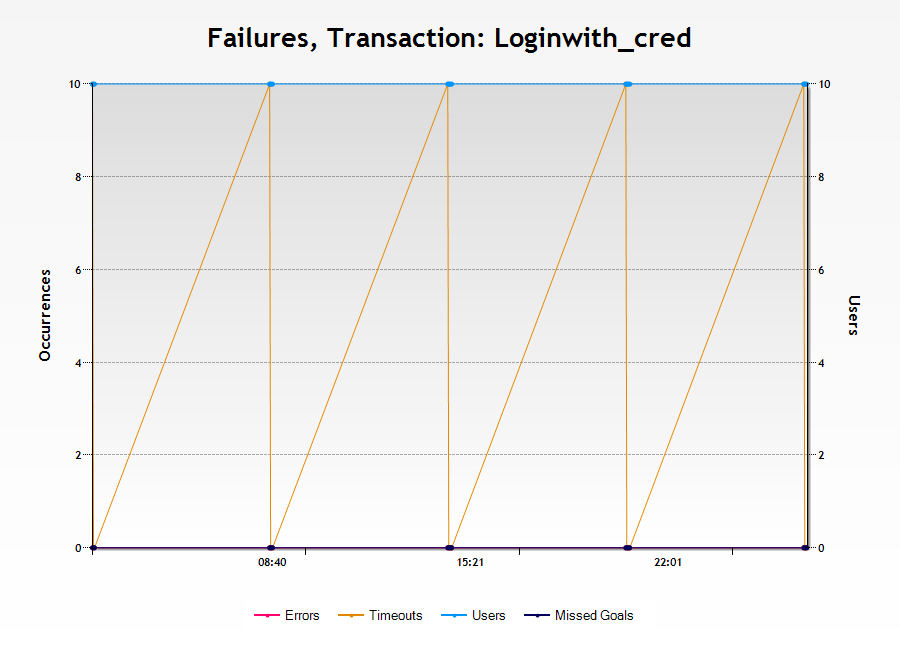 Failures, Transaction: Loginwith_cred
10
10
8
8
6
6
Occurrences
Users
4
4
2
2
0
0
08:40
15:21
22:01
Errors
Timeouts
Users
Missed Goals